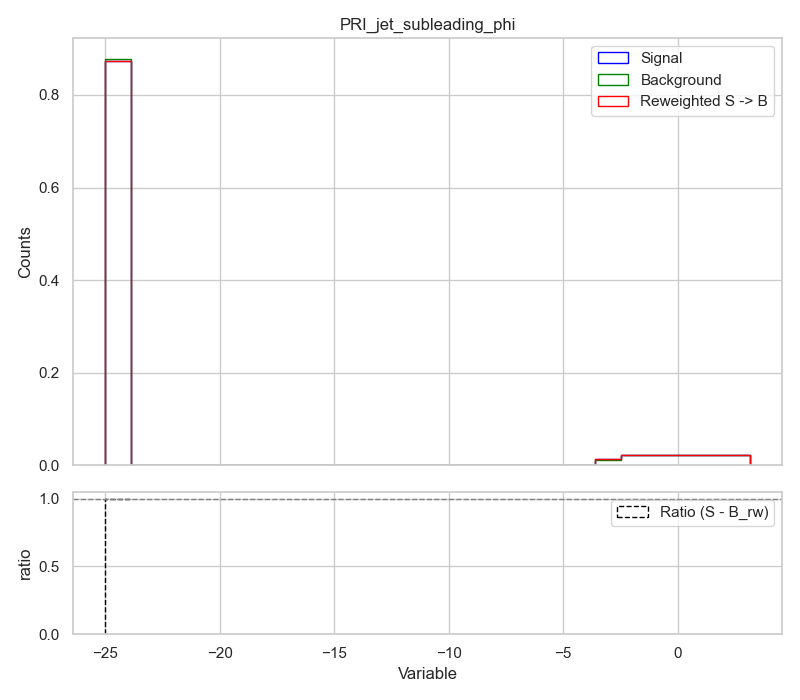 PRI_jet_subleading_phi
Signal
Background
Reweighted S -> B
0.8
0.6
0.4
0.2
0.0
Counts
Ratio (S - B_rw)
1.0
0.5
0.0
ratio
−25
−20
−15
−10
−5
0
Variable